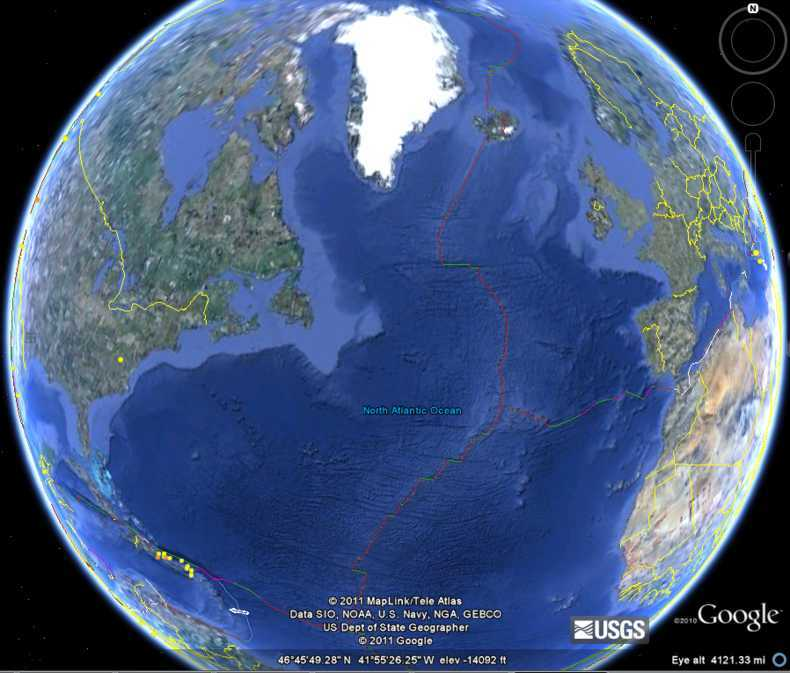 N
North Atlantic Ocean
© 2011 MapLink/Tele Atlas
Data SIO, NOAA, U.S. Navy, NGA, GEBCO
US Dept of State Geographer
© 2011 Google
USGS
©2010 Google
46°45'49.28" N 41°55'26.25" W elev -14092 ft
Eye alt 4121.33 mi